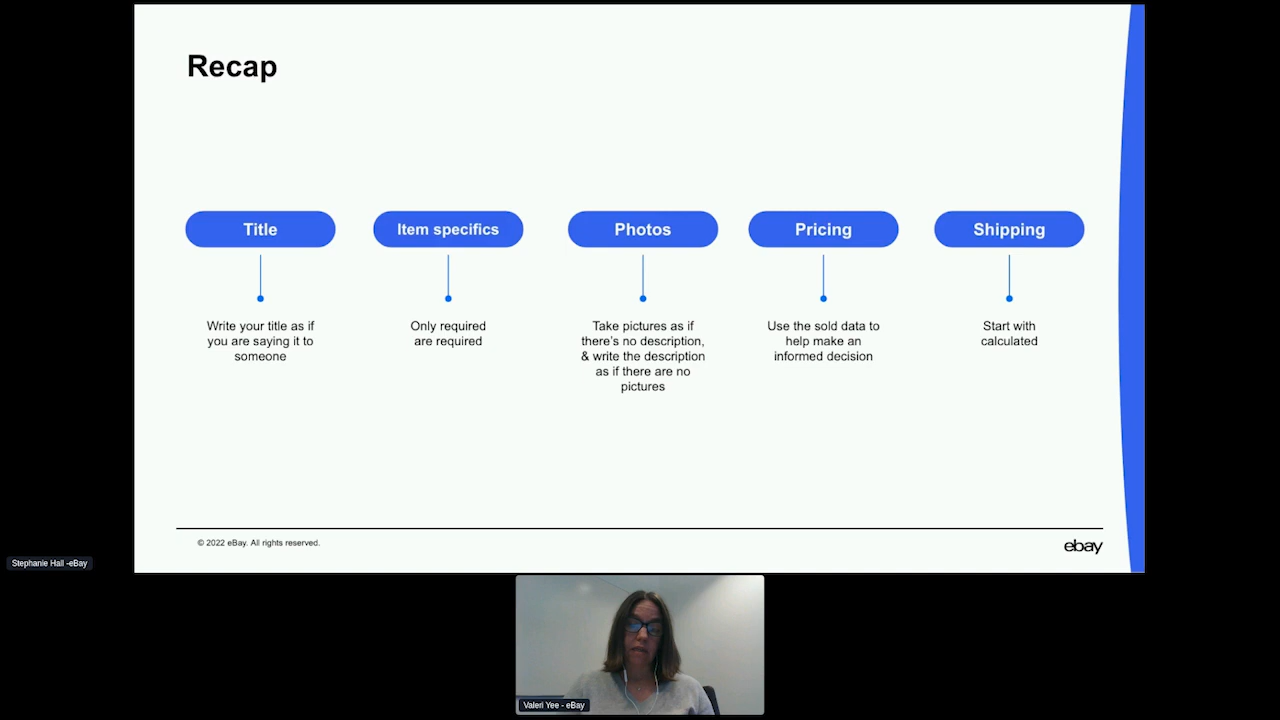 Recap
Title
Item specifics
Photos
Pricing
Shipping
Write your title as if
you are saying it to
someone
Only required
are required
Take pictures as if
there's no description,
& write the description
as if there are no
pictures
Use the sold data to
help make an
informed decision
Start with
calculated
© 2022 eBay. All rights reserved.
ebay
Stephanie Hall -eBay
Valeri Yee - eBay